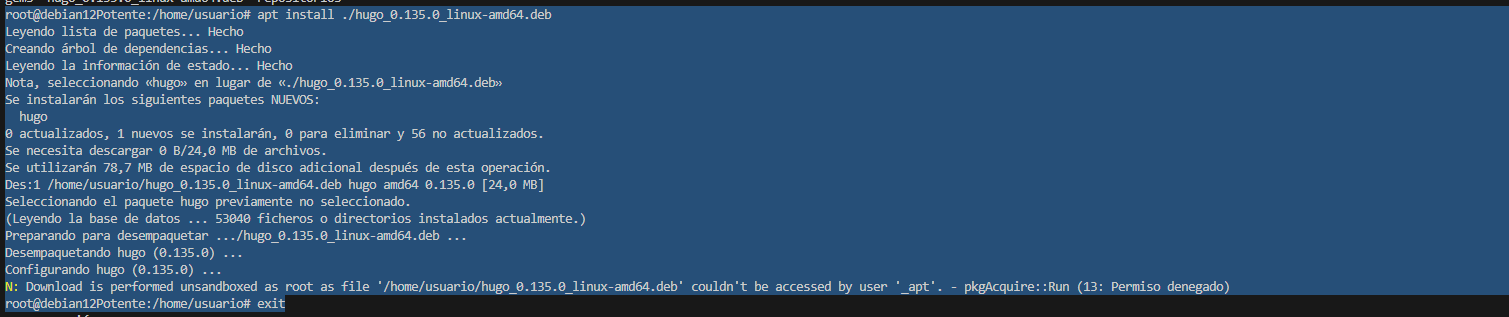 root@debian12Potente:/home/usuario# apt install ./hugo_0.135.0_linux-amd64.deb
Leyendo lista de paquetes... Hecho
Creando árbol de dependencias... Hecho
Leyendo la información de estado... Hecho
Nota, seleccionando «hugo» en lugar de «./hugo_0.135.0_linux-amd64.deb»
Se instalarán los siguientes paquetes NUEVOS:
  hugo
0 actualizados, 1 nuevos se instalarán, 0 para eliminar y 56 no actualizados.
Se necesita descargar 0 B/24,0 MB de archivos.
Se utilizarán 78,7 MB de espacio de disco adicional después de esta operación.
Des:1 /home/usuario/hugo_0.135.0_linux-amd64.deb hugo amd64 0.135.0 [24,0 MB]
Seleccionando el paquete hugo previamente no seleccionado.
(Leyendo la base de datos ... 53040 ficheros o directorios instalados actualmente.)
Preparando para desempaquetar .../hugo_0.135.0_linux-amd64.deb ...
Desempaquetando hugo (0.135.0) ...
Configurando hugo (0.135.0) ...
N: Download is performed unsandboxed as root as file '/home/usuario/hugo_0.135.0_linux-amd64.deb' couldn't be accessed by user '_apt'. - pkgAcquire::Run (13: Permiso denegado)
root@debian12Potente:/home/usuario# exit